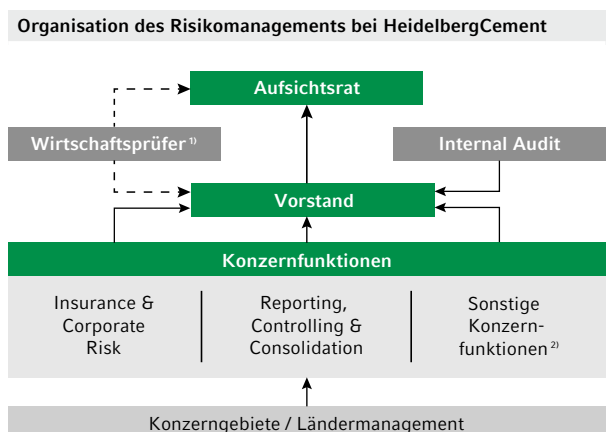 Organisation des Risikomanagements bei HeidelbergCement
Aufsichtsrat
Wirtschaftsprüfer 1)
Internal Audit
Vorstand
Konzernfunktionen
Insurance &
Corporate
Risk
Reporting,
Controlling &
Consolidation
Sonstige
Konzern-
funktionen 2)
Konzerngebiete / Ländermanagement